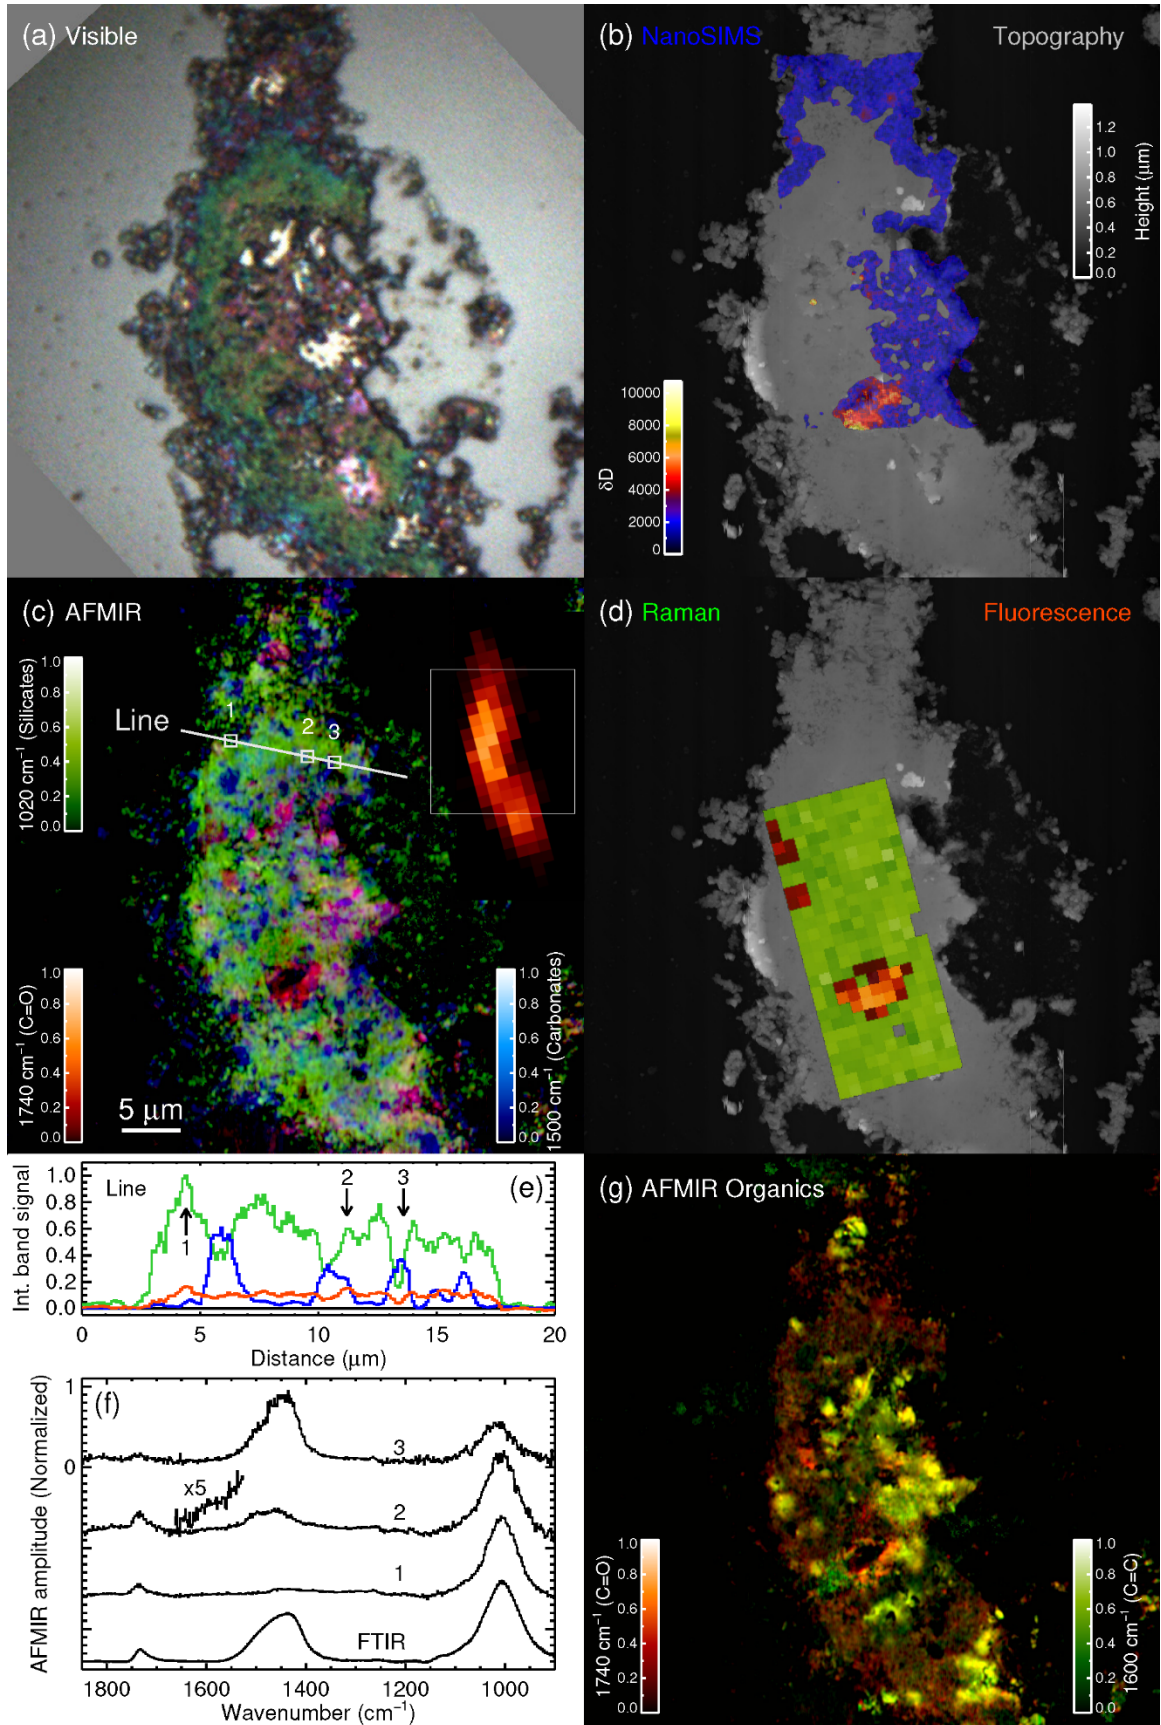 (a) Visible
(b) NanoSIMS
Topography
1.2
1.0
0.8
0.6
0.4
0.2
0.0
Height (μm)
10000
8000
6000
4000
2000
0
δD
(c) AFMIR
1.0
0.8
0.6
0.4
0.2
0.0
1020 cm⁻¹ (Silicates)
Line
1
2
3
1.0
0.8
0.6
0.4
0.2
0.0
1740 cm⁻¹ (C=O)
5 μm
1.0
0.8
0.6
0.4
0.2
0.0
1500 cm⁻¹ (Carbonates)
(d) Raman
Fluorescence
(e)
Line
1
2
3
1.0
0.8
0.6
0.4
0.2
0.0
Int. band signal
0 5 10 15 20
Distance (μm)
(f)
1
0
3
x5
2
1
FTIR
AFMIR amplitude (Normalized)
1800 1600 1400 1200 1000
Wavenumber (cm⁻¹)
(g) AFMIR Organics
1.0
0.8
0.6
0.4
0.2
0.0
1740 cm⁻¹ (C=O)
1.0
0.8
0.6
0.4
0.2
0.0
1600 cm⁻¹ (C=C)